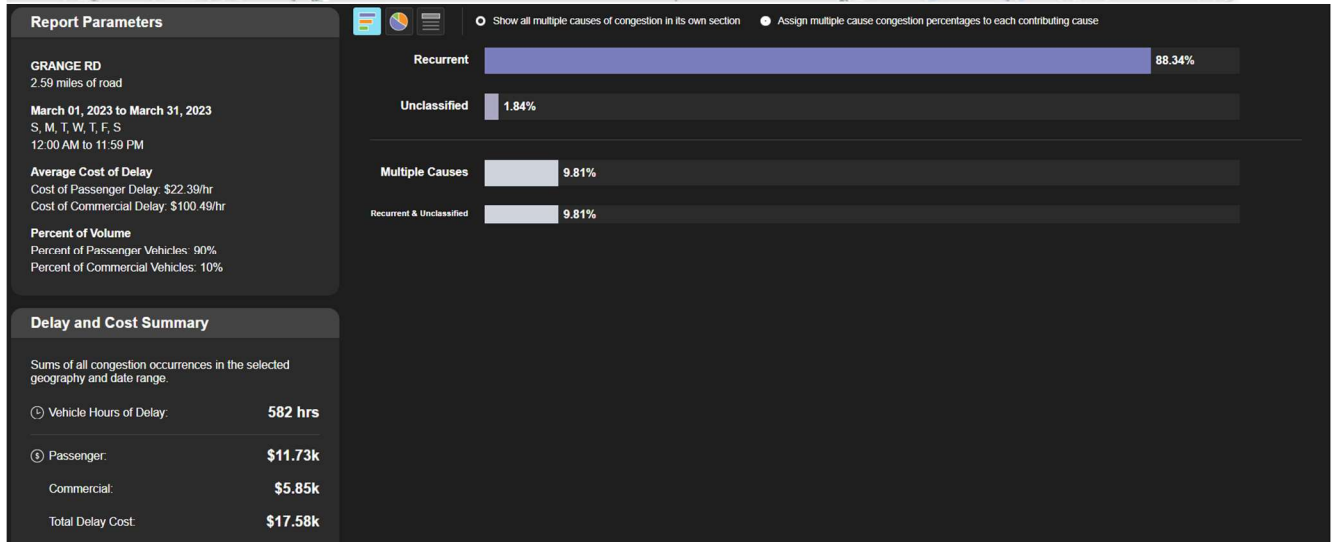 Report Parameters
GRANGE RD
2.59 miles of road
March 01, 2023 to March 31, 2023
S, M, T, W, T, F, S
12:00 AM to 11:59 PM
Average Cost of Delay
Cost of Passenger Delay: $22.39/hr
Cost of Commercial Delay: $100.49/hr
Percent of Volume
Percent of Passenger Vehicles: 90%
Percent of Commercial Vehicles: 10%
Delay and Cost Summary
Sums of all congestion occurrences in the selected
geography and date range.
Vehicle Hours of Delay: 582 hrs
Passenger: $11.73k
Commercial: $5.85k
Total Delay Cost: $17.58k
Show all multiple causes of congestion in its own section Assign multiple cause congestion percentages to each contributing cause
Recurrent 88.34%
Unclassified 1.84%
Multiple Causes 9.81%
Recurrent & Unclassified 9.81%